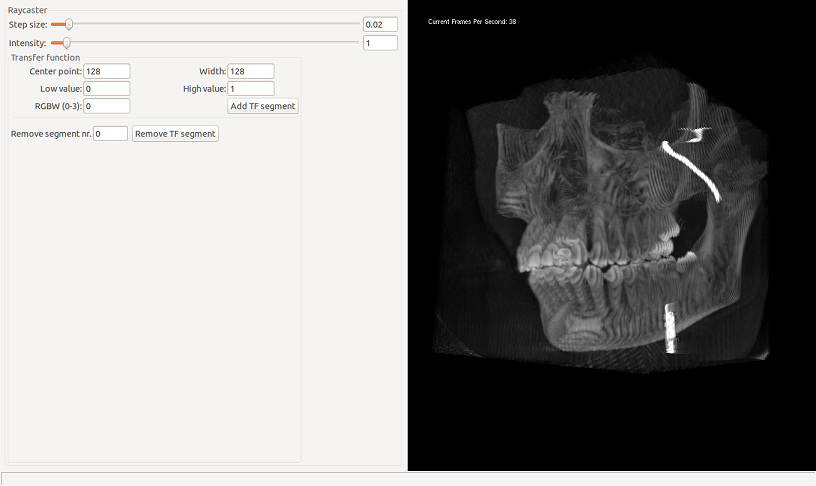 Raycaster
Step size: 0.02
Intensity: 1
Transfer function
Center point: 128 Width: 128
Low value: 0 High value: 1
RGBW (0-3): 0 Add TF segment
Remove segment nr. 0 Remove TF segment
Current Frames Per Second: 38